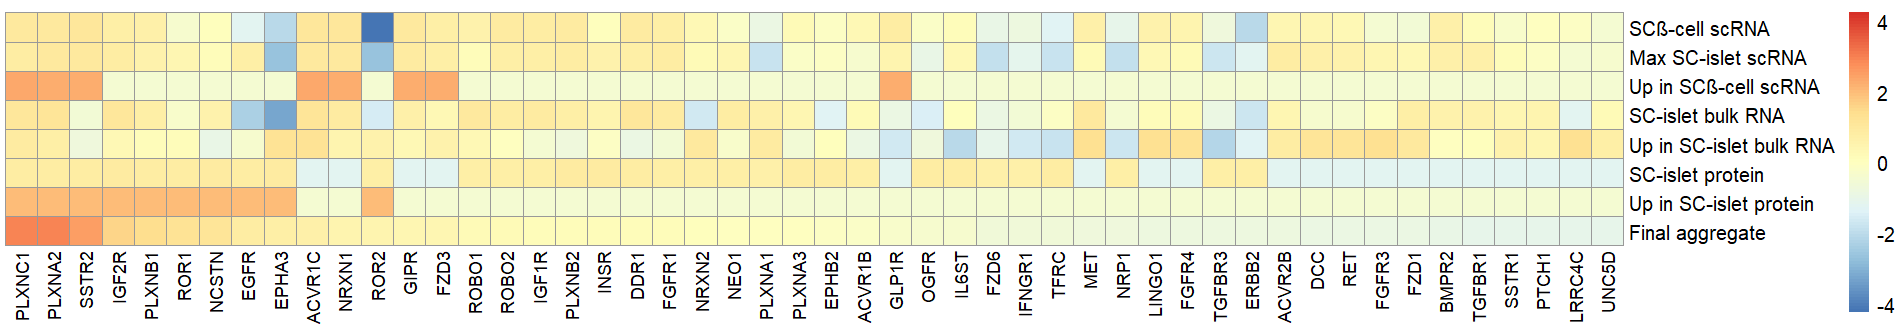 SCß-cell scRNA
Max SC-islet scRNA
Up in SCß-cell scRNA
SC-islet bulk RNA
Up in SC-islet bulk RNA
SC-islet protein
Up in SC-islet protein
Final aggregate
4
2
0
-2
-4
PLXNC1
PLXNA2
SSTR2
IGF2R
PLXNB1
ROR1
NCSTN
EGFR
EPHA3
ACVR1C
NRXN1
ROR2
GIPR
FZD3
ROBO1
ROBO2
IGF1R
PLXNB2
INSR
DDR1
FGFR1
NRXN2
NEO1
PLXNA1
PLXNA3
EPHB2
ACVR1B
GLP1R
OGFR
IL6ST
FZD6
IFNGR1
TFRC
MET
NRP1
LINGO1
FGFR4
TGFBR3
ERBB2
ACVR2B
DCC
RET
FGFR3
FZD1
BMPR2
TGFBR1
SSTR1
PTCH1
LRRC4C
UNC5D